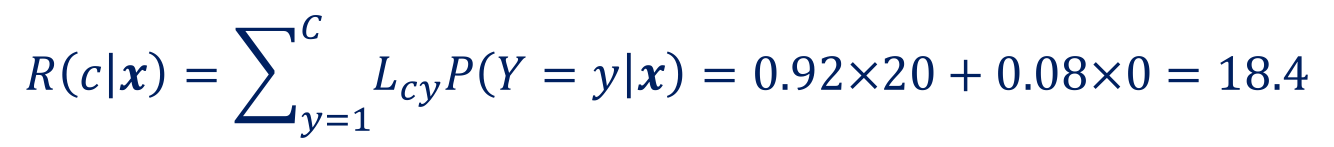 R(c|x) = ∑_{y=1}^{C} L_{cy}P(Y = y|x) = 0.92×20 + 0.08×0 = 18.4